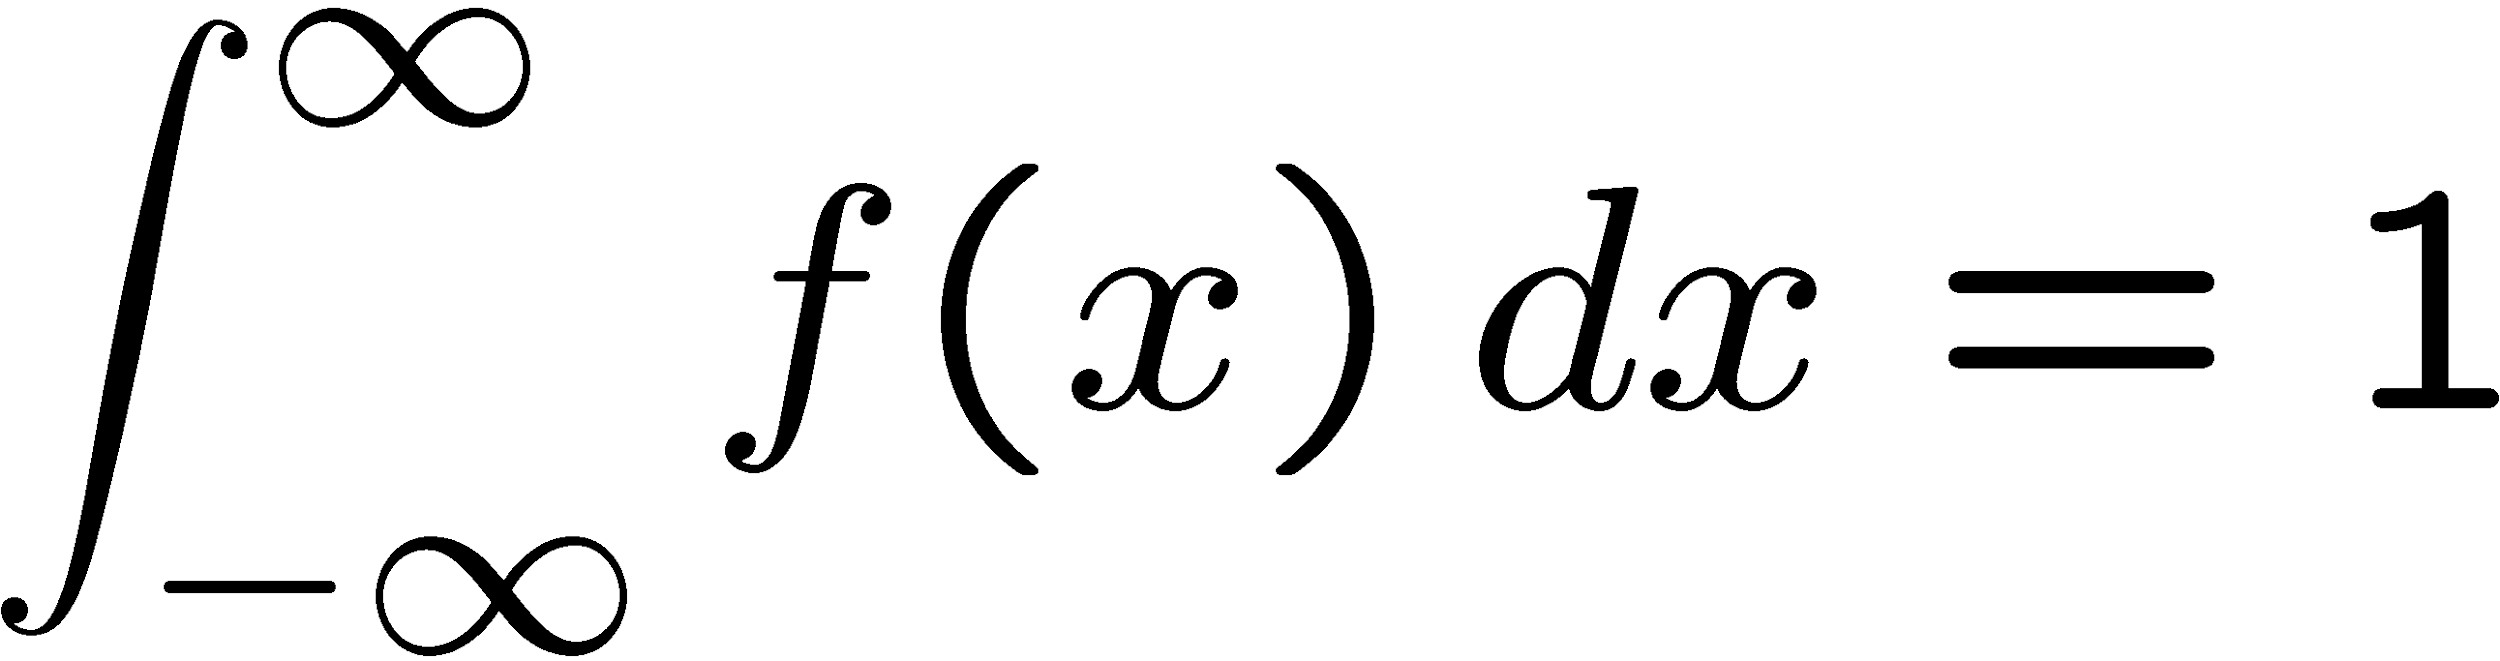 ∫_{-∞}^{∞} f(x) dx = 1